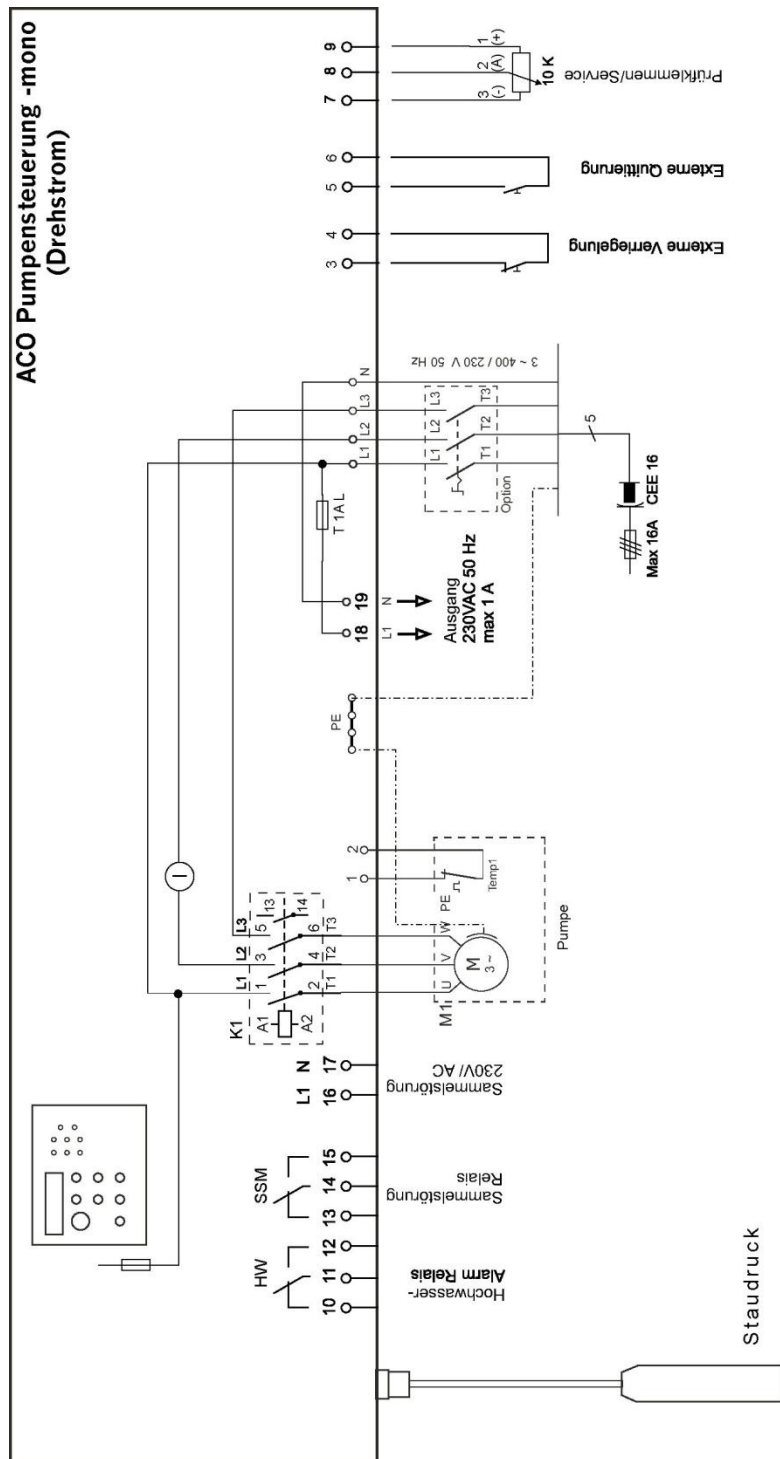 ACO Pumpensteuerung -mono
(Drehstrom)
HW
10 11 12
Hochwasser-
Alarm Relais
SSM
13 14 15
Sammelstörung
Relais
L1 N
16 17
Sammelstörung
230V/ AC
K1
A1
A2
L1 L2 L3
1 3 5 13
2 4 6 14
T1 T2 T3
M1
U V W
M
3 ~
PE
Temp1
Pumpe
1 2
PE
I
T 1A L
18 19
L1 N
Ausgang
230VAC 50 Hz
max 1 A
L1 L2 L3 N
L1 L2 L3
T1 T2 T3
Option
3 ~ 400 / 230 V 50 Hz
5
CEE 16
Max 16A
3 4
Externe Verriegelung
5 6
Externe Quittierung
7 8 9
3 2 1
(-) (A) (+)
10 K
Prüfklemmen/Service
Staudruck